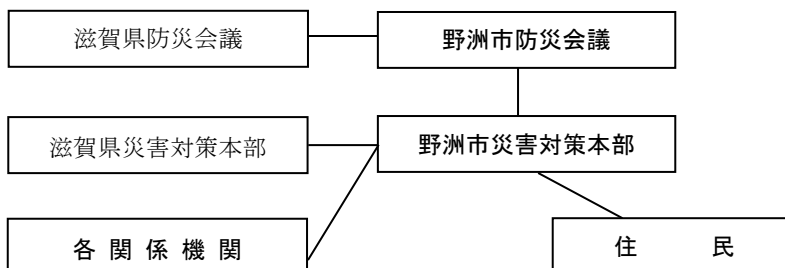 滋賀県防災会議
野洲市防災会議
滋賀県災害対策本部
野洲市災害対策本部
各関係機関
住民